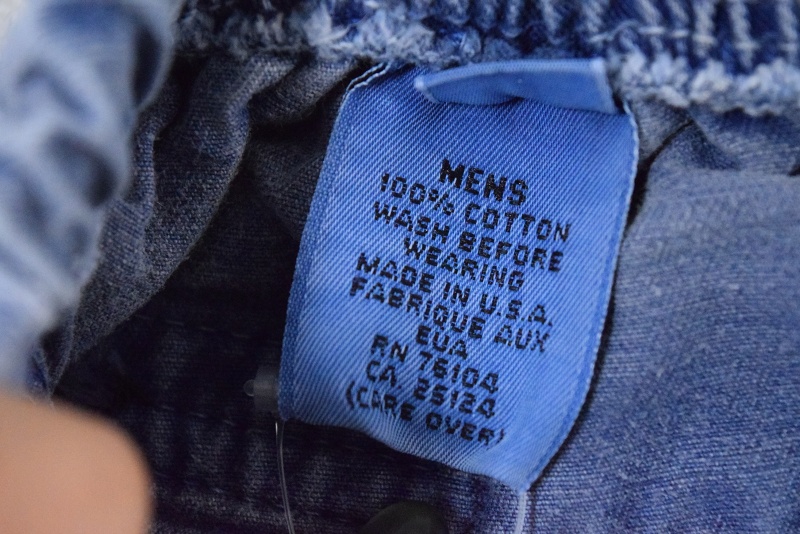 MENS
100% COTTON
WASH BEFORE
WEARING
MADE IN U.S.A.
FABRIQUE AUX
EUA
RN 76104
CA. 25124
(CARE OVER)